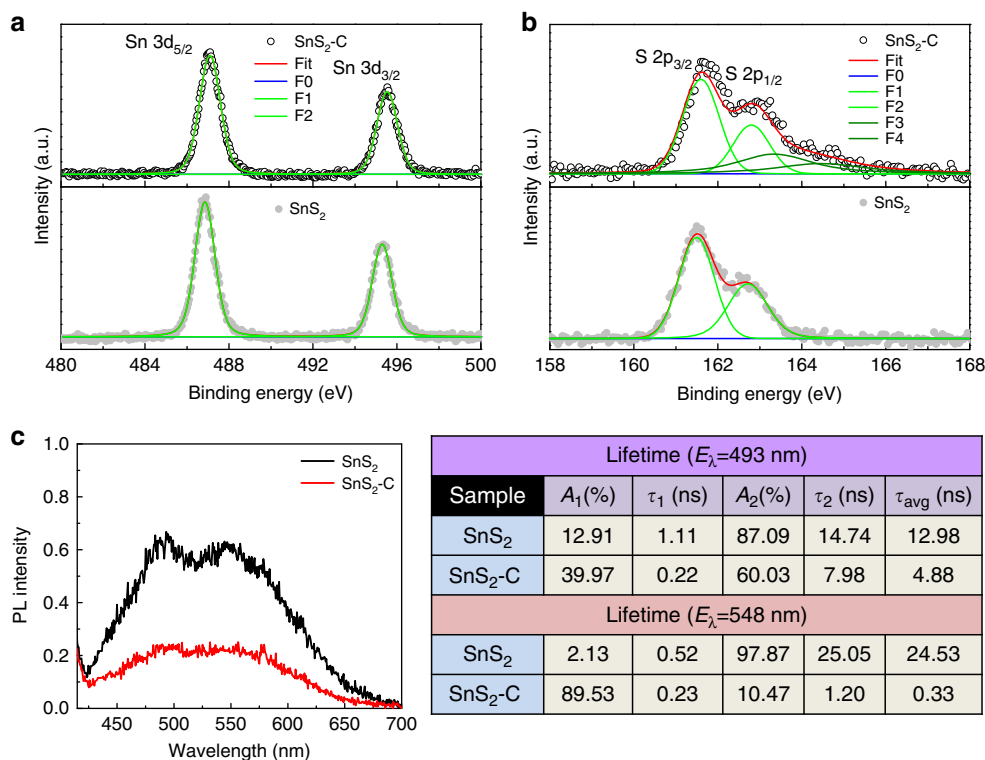 a
Sn 3d5/2
Sn 3d3/2
SnS2-C
Fit
F0
F1
F2
SnS2
Intensity (a.u.)
480 484 488 492 496 500
Binding energy (eV)
b
S 2p3/2
S 2p1/2
SnS2-C
Fit
F0
F1
F2
F3
F4
SnS2
Intensity (a.u.)
158 160 162 164 166 168
Binding energy (eV)
c
SnS2
SnS2-C
PL intensity
1.0
0.8
0.6
0.4
0.2
0.0
450 500 550 600 650 700
Wavelength (nm)
Lifetime (Eλ=493 nm)
Sample A1(%) τ1 (ns) A2(%) τ2 (ns) τavg (ns)
SnS2 12.91 1.11 87.09 14.74 12.98
SnS2-C 39.97 0.22 60.03 7.98 4.88
Lifetime (Eλ=548 nm)
SnS2 2.13 0.52 97.87 25.05 24.53
SnS2-C 89.53 0.23 10.47 1.20 0.33